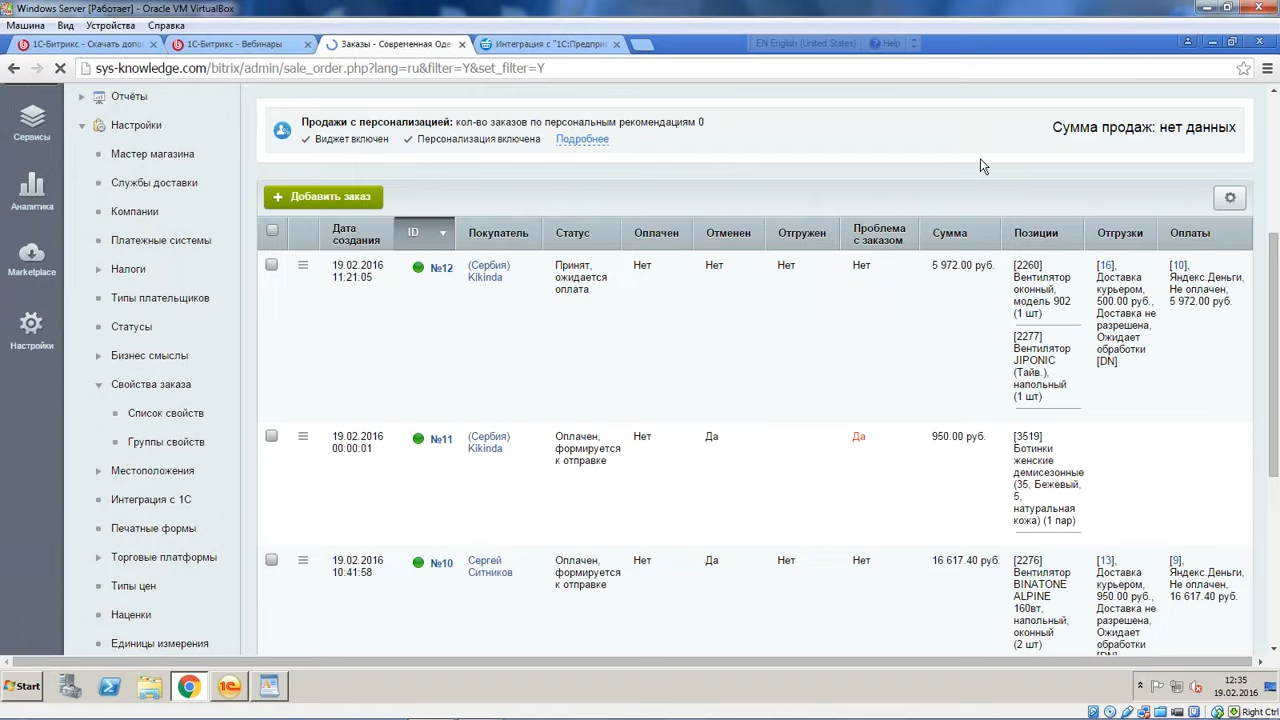 Windows Server [Работает] - Oracle VM VirtualBox
Машина Вид Устройства Справка
1С-Битрикс - Скачать допо
1С-Битрикс - Вебинары
Заказы - Современная Оде
Интеграция с "1С:Предпри
EN English (United States) Help
sys-knowledge.com/bitrix/admin/sale_order.php?lang=ru&filter=Y&set_filter=Y
Сервисы
Аналитика
Marketplace
Настройки
Отчёты
Настройки
Мастер магазина
Службы доставки
Компании
Платежные системы
Налоги
Типы плательщиков
Статусы
Бизнес смыслы
Свойства заказа
Список свойств
Группы свойств
Местоположения
Интеграция с 1С
Печатные формы
Торговые платформы
Типы цен
Наценки
Единицы измерения
Продажи с персонализацией: кол-во заказов по персональным рекомендациям 0
Виджет включен Персонализация включена Подробнее
Сумма продаж: нет данных
+ Добавить заказ
Дата
создания
ID
Покупатель
Статус
Оплачен
Отменен
Отгружен
Проблема
с заказом
Сумма
Позиции
Отгрузки
Оплаты
19.02.2016
11:21:05
№12
(Сербия)
Kikinda
Принят,
ожидается
оплата
Нет
Нет
Нет
Нет
5 972.00 руб.
[2260]
Вентилятор
оконный,
модель 902
(1 шт)
[2277]
Вентилятор
JIPONIC
(Тайв.),
напольный
(1 шт)
[16],
Доставка
курьером,
500.00 руб.,
Доставка не
разрешена,
Ожидает
обработки
[DN]
[10],
Яндекс.Деньги,
Не оплачен,
5 972.00 руб.
19.02.2016
00:00:01
№11
(Сербия)
Kikinda
Оплачен,
формируется
к отправке
Нет
Да
Да
950.00 руб.
[3519]
Ботинки
женские
демисезонные
(35, Бежевый,
5,
натуральная
кожа) (1 пар)
19.02.2016
10:41:58
№10
Сергей
Ситников
Оплачен,
формируется
к отправке
Нет
Да
Нет
Нет
16 617.40 руб.
[2276]
Вентилятор
BINATONE
ALPINE
160вт,
напольный,
оконный
(2 шт)
[13],
Доставка
курьером,
950.00 руб.,
Доставка не
разрешена,
Ожидает
обработки
[9],
Яндекс.Деньги,
Не оплачен,
16 617.40 руб.
Start
12:35
19.02.2016
Right Ctrl